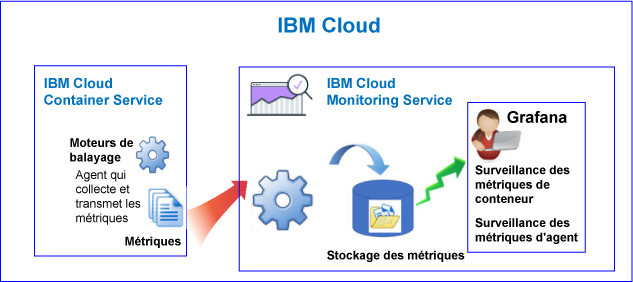 IBM Cloud
IBM Cloud
Container Service
Moteurs de
balayage
Agent qui
collecte et
transmet les
métriques
Métriques
IBM Cloud
Monitoring Service
Stockage des métriques
Grafana
Surveillance des
métriques de
conteneur
Surveillance des
métriques d'agent